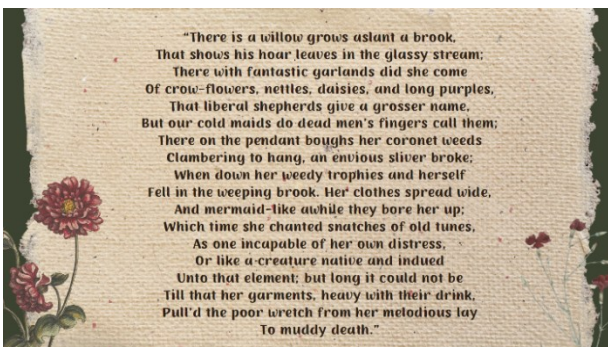 “There is a willow grows aslant a brook,
That shows his hoar leaves in the glassy stream;
There with fantastic garlands did she come
Of crow-flowers, nettles, daisies, and long purples,
That liberal shepherds give a grosser name,
But our cold maids do dead men's fingers call them;
There on the pendant boughs her coronet weeds
Clambering to hang, an envious sliver broke;
When down her weedy trophies and herself
Fell in the weeping brook. Her clothes spread wide,
And mermaid-like awhile they bore her up;
Which time she chanted snatches of old tunes,
As one incapable of her own distress,
Or like a creature native and indued
Unto that element; but long it could not be
Till that her garments, heavy with their drink,
Pull'd the poor wretch from her melodious lay
To muddy death.”